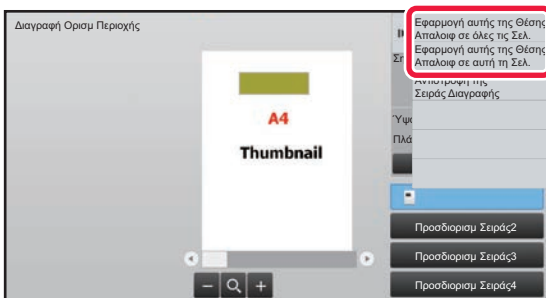 Διαγραφή Ορισμ Περιοχής
Εφαρμογή αυτής της Θέσης
Απαλοιφ σε όλες τις Σελ.
Εφαρμογή αυτής της Θέσης
Απαλοιφ σε αυτή τη Σελ.
Αντιστροφή της
Σειράς Διαγραφής
A4
Thumbnail
Προσδιορισμ Σειράς2
Προσδιορισμ Σειράς3
Προσδιορισμ Σειράς4